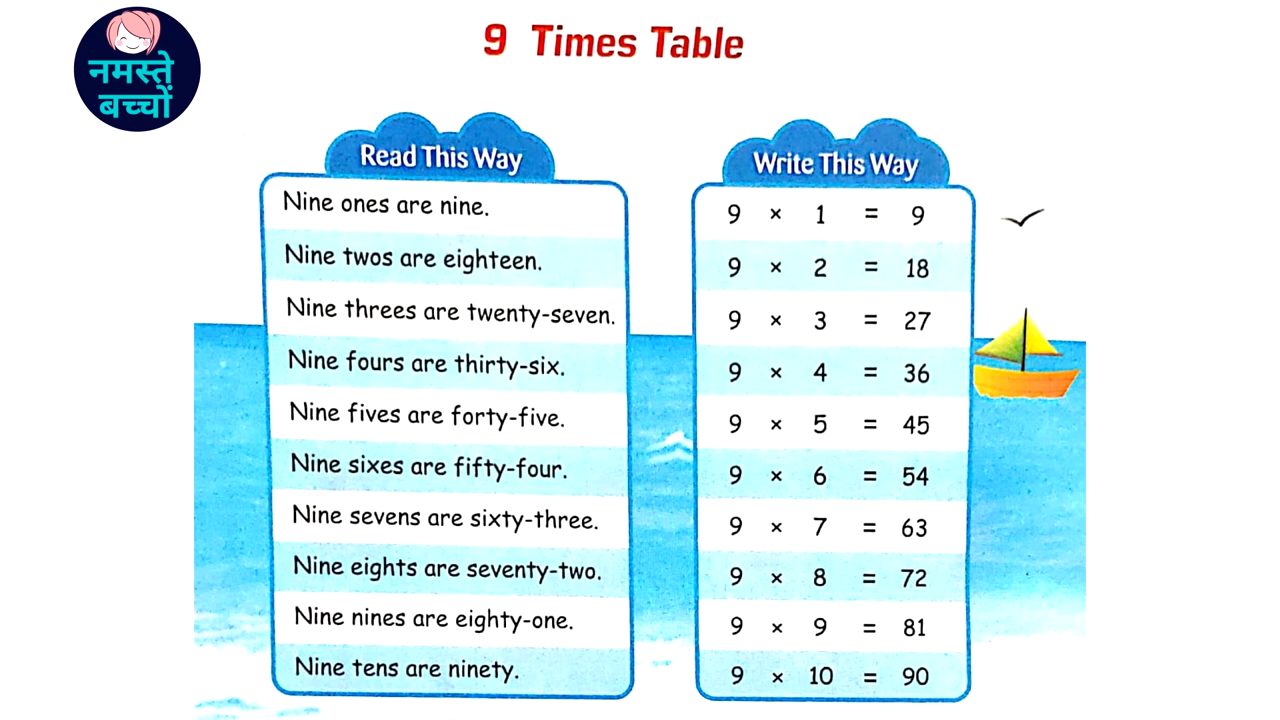 नमस्ते
बच्चों
9 Times Table
Read This Way
Nine ones are nine.
Nine twos are eighteen.
Nine threes are twenty-seven.
Nine fours are thirty-six.
Nine fives are forty-five.
Nine sixes are fifty-four.
Nine sevens are sixty-three.
Nine eights are seventy-two.
Nine nines are eighty-one.
Nine tens are ninety.
Write This Way
9 × 1 = 9
9 × 2 = 18
9 × 3 = 27
9 × 4 = 36
9 × 5 = 45
9 × 6 = 54
9 × 7 = 63
9 × 8 = 72
9 × 9 = 81
9 × 10 = 90